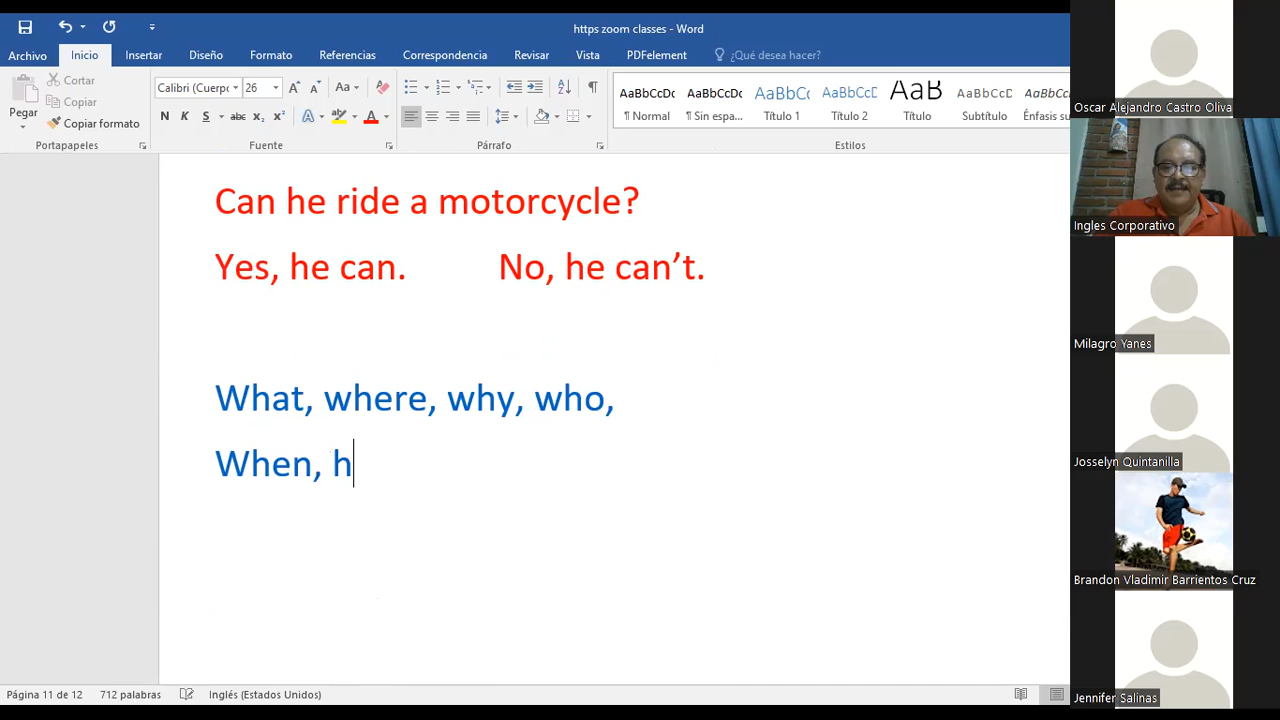 https zoom classes - Word
Archivo Inicio Insertar Diseño Formato Referencias Correspondencia Revisar Vista PDFelement ¿Qué desea hacer?
Pegar
Cortar
Copiar
Copiar formato
Portapapeles
Calibri (Cuerpo 26
Aa
N K S abc x₂ x²
Fuente
Párrafo
AaBbCcDc AaBbCcDc AaBbCc AaBbCcD AaB AaBbCcD AaBbCcDc
¶ Normal ¶ Sin espa... Título 1 Título 2 Título Subtítulo Énfasis su
Estilos
Can he ride a motorcycle?
Yes, he can. No, he can’t.
What, where, why, who,
When, h
Página 11 de 12 712 palabras Inglés (Estados Unidos)
Oscar Alejandro Castro Oliva
Ingles Corporativo
Milagro Yanes
Josselyn Quintanilla
Brandon Vladimir Barrientos Cruz
Jennifer Salinas